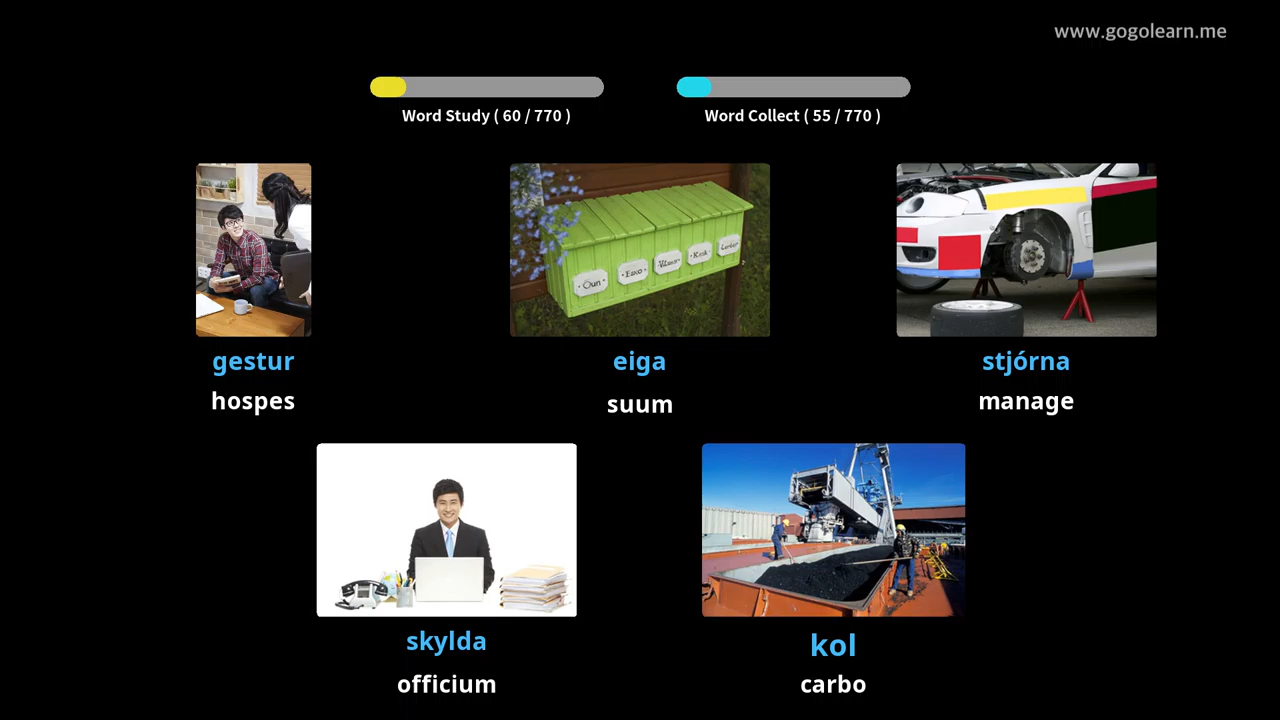 www.gogolearn.me
Word Study ( 60 / 770 )
Word Collect ( 55 / 770 )
gestur
hospes
eiga
suum
stjórna
manage
skylda
officium
kol
carbo